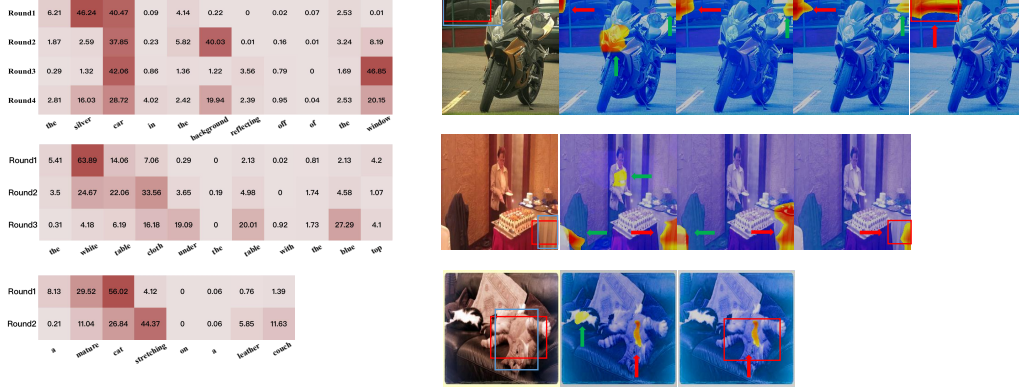 Round1 6.21 46.24 40.47 0.09 4.14 0.22 0 0.02 0.07 2.53 0.01
Round2 1.87 2.59 37.85 0.23 5.82 40.03 0.01 0.16 0.01 3.24 8.19
Round3 0.29 1.32 42.06 0.86 1.36 1.22 3.56 0.79 0 1.69 46.85
Round4 2.81 16.03 28.72 4.02 2.42 19.94 2.39 0.95 0.04 2.53 20.15
the silver car in the background reflecting off of the window
Round1 5.41 63.89 14.06 7.06 0.29 0 2.13 0.02 0.81 2.13 4.2
Round2 3.5 24.67 22.06 33.56 3.65 0.19 4.98 0 1.74 4.58 1.07
Round3 0.31 4.18 6.19 16.18 19.09 0 20.01 0.92 1.73 27.29 4.1
the white table cloth under the table with the blue top
Round1 8.13 29.52 56.02 4.12 0 0.06 0.76 1.39
Round2 0.21 11.04 26.84 44.37 0 0.06 5.85 11.63
a mature cat stretching on a leather couch